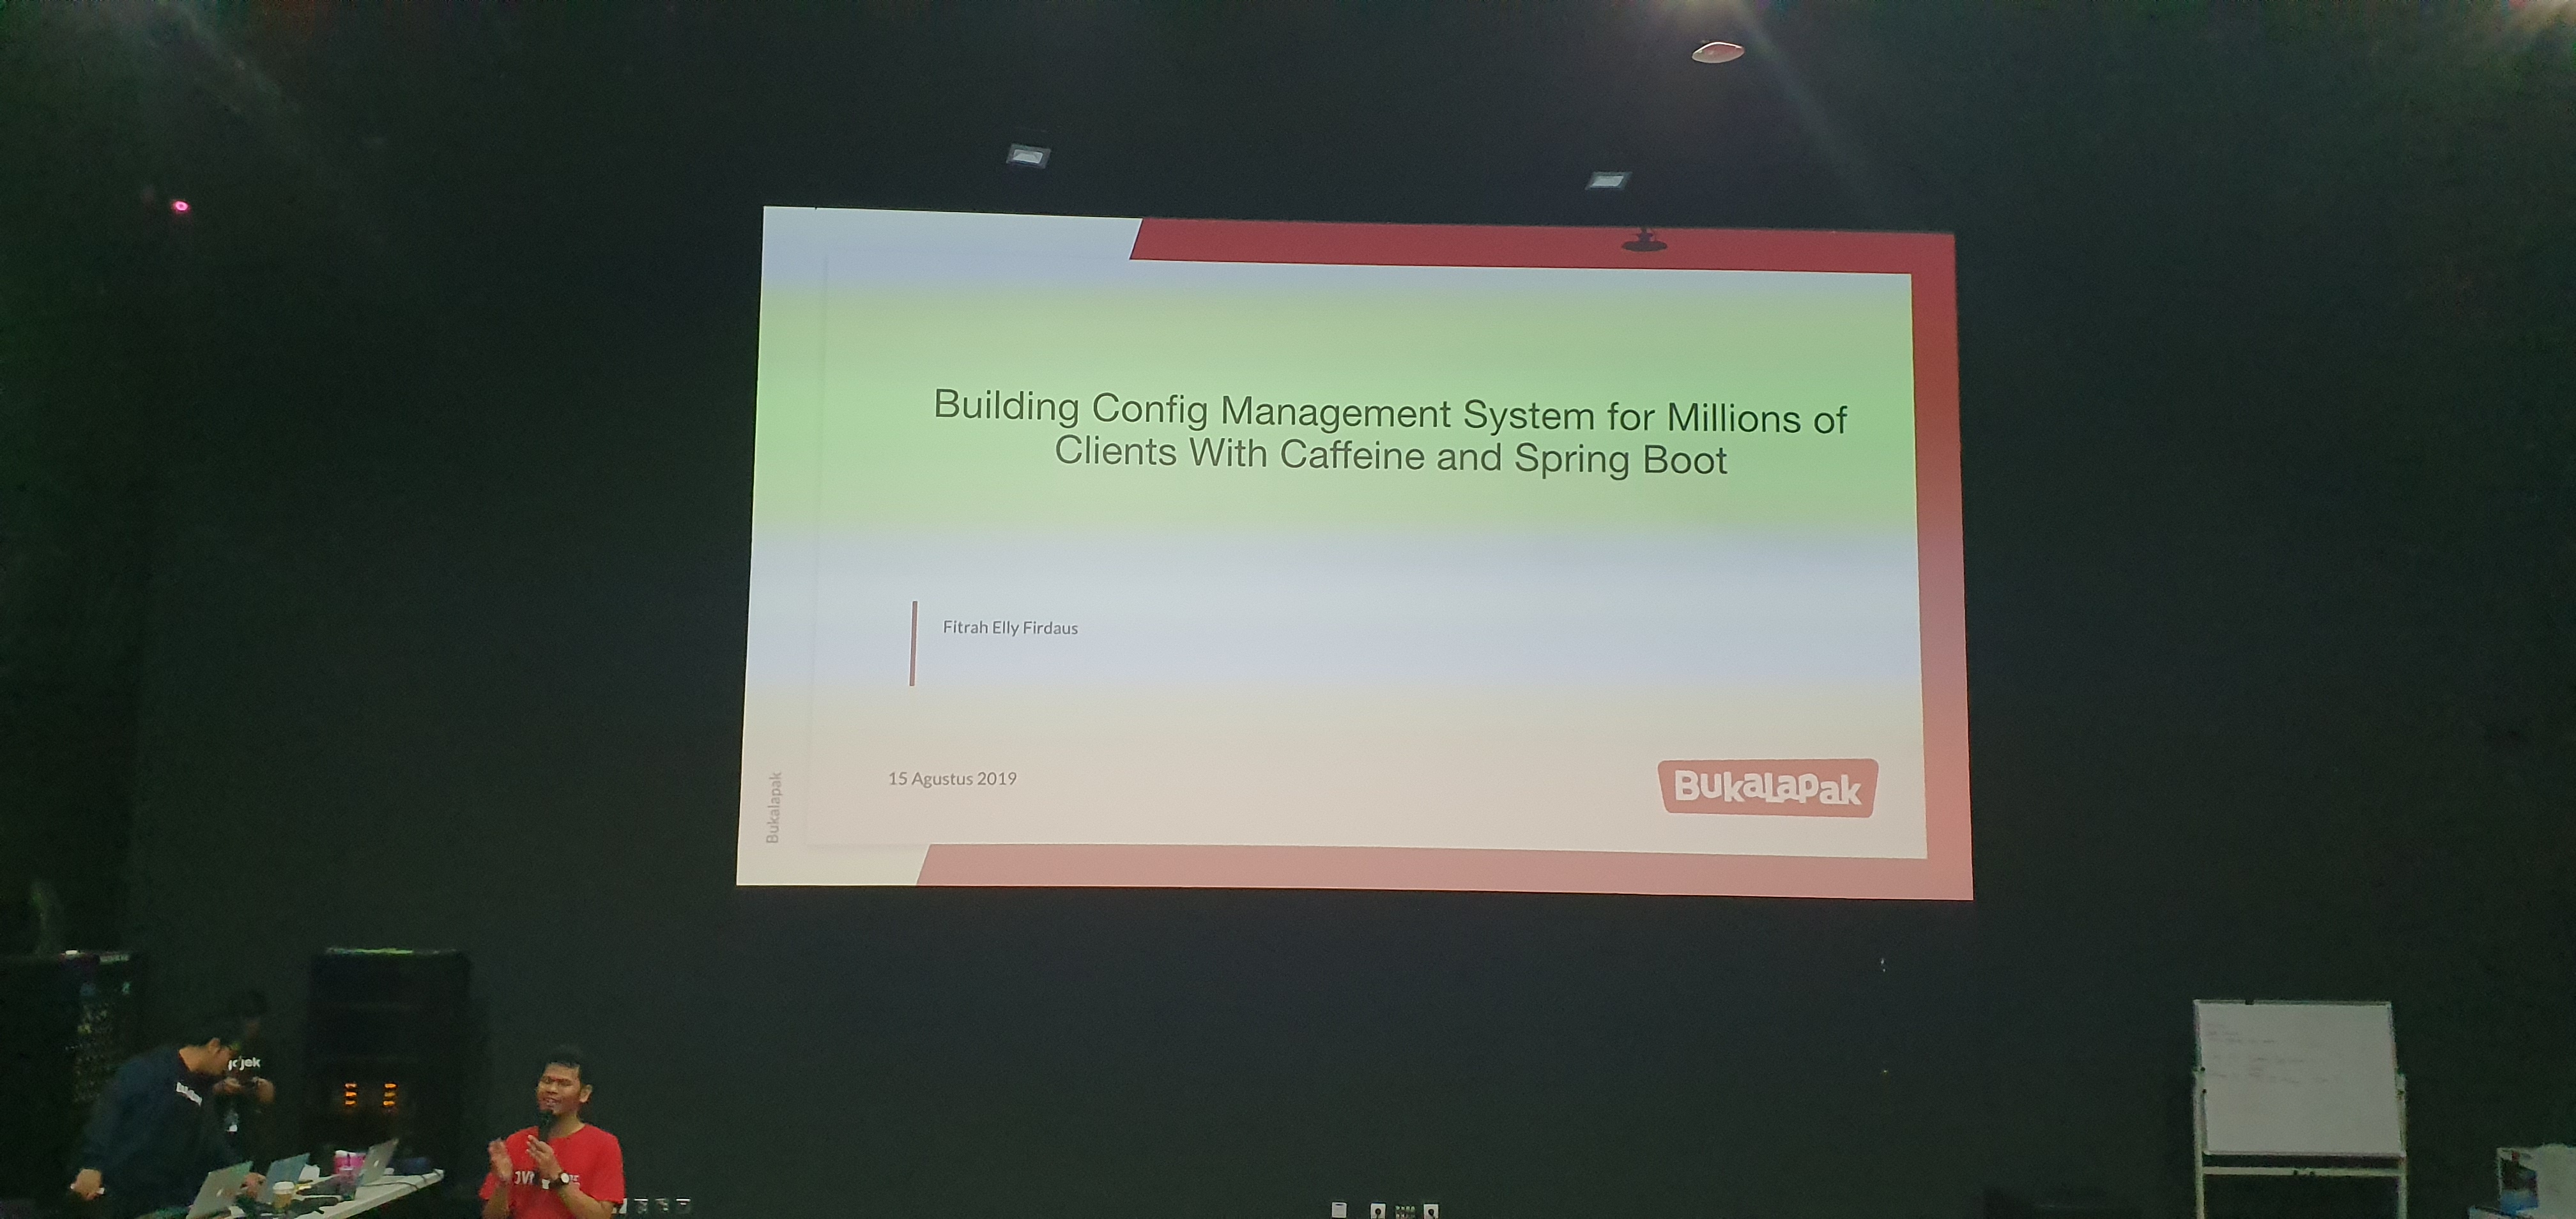 Building Config Management System for Millions of
Clients With Caffeine and Spring Boot
Fitrah Elly Firdaus
15 Agustus 2019
Bukalapak
Bukalapak